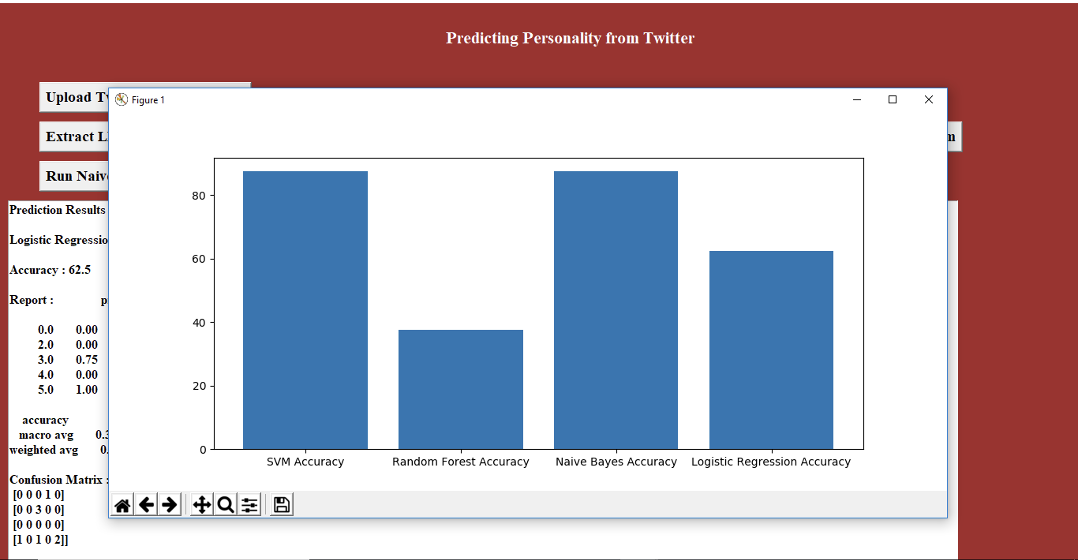 Predicting Personality from Twitter
Upload
Figure 1
Extract
Run
80
60
40
20
0
SVM Accuracy
Random Forest Accuracy
Naive Bayes Accuracy
Logistic Regression Accuracy
Prediction Results
Logistic
Accuracy : 62.5
Report :
0.0 0.00
2.0 0.00
3.0 0.75
4.0 0.00
5.0 1.00
accuracy
macro avg
weighted avg
Confusion Matrix :
[0 0 0 1 0]
[0 0 3 0 0]
[0 0 0 0 0]
[1 0 1 0 2]]